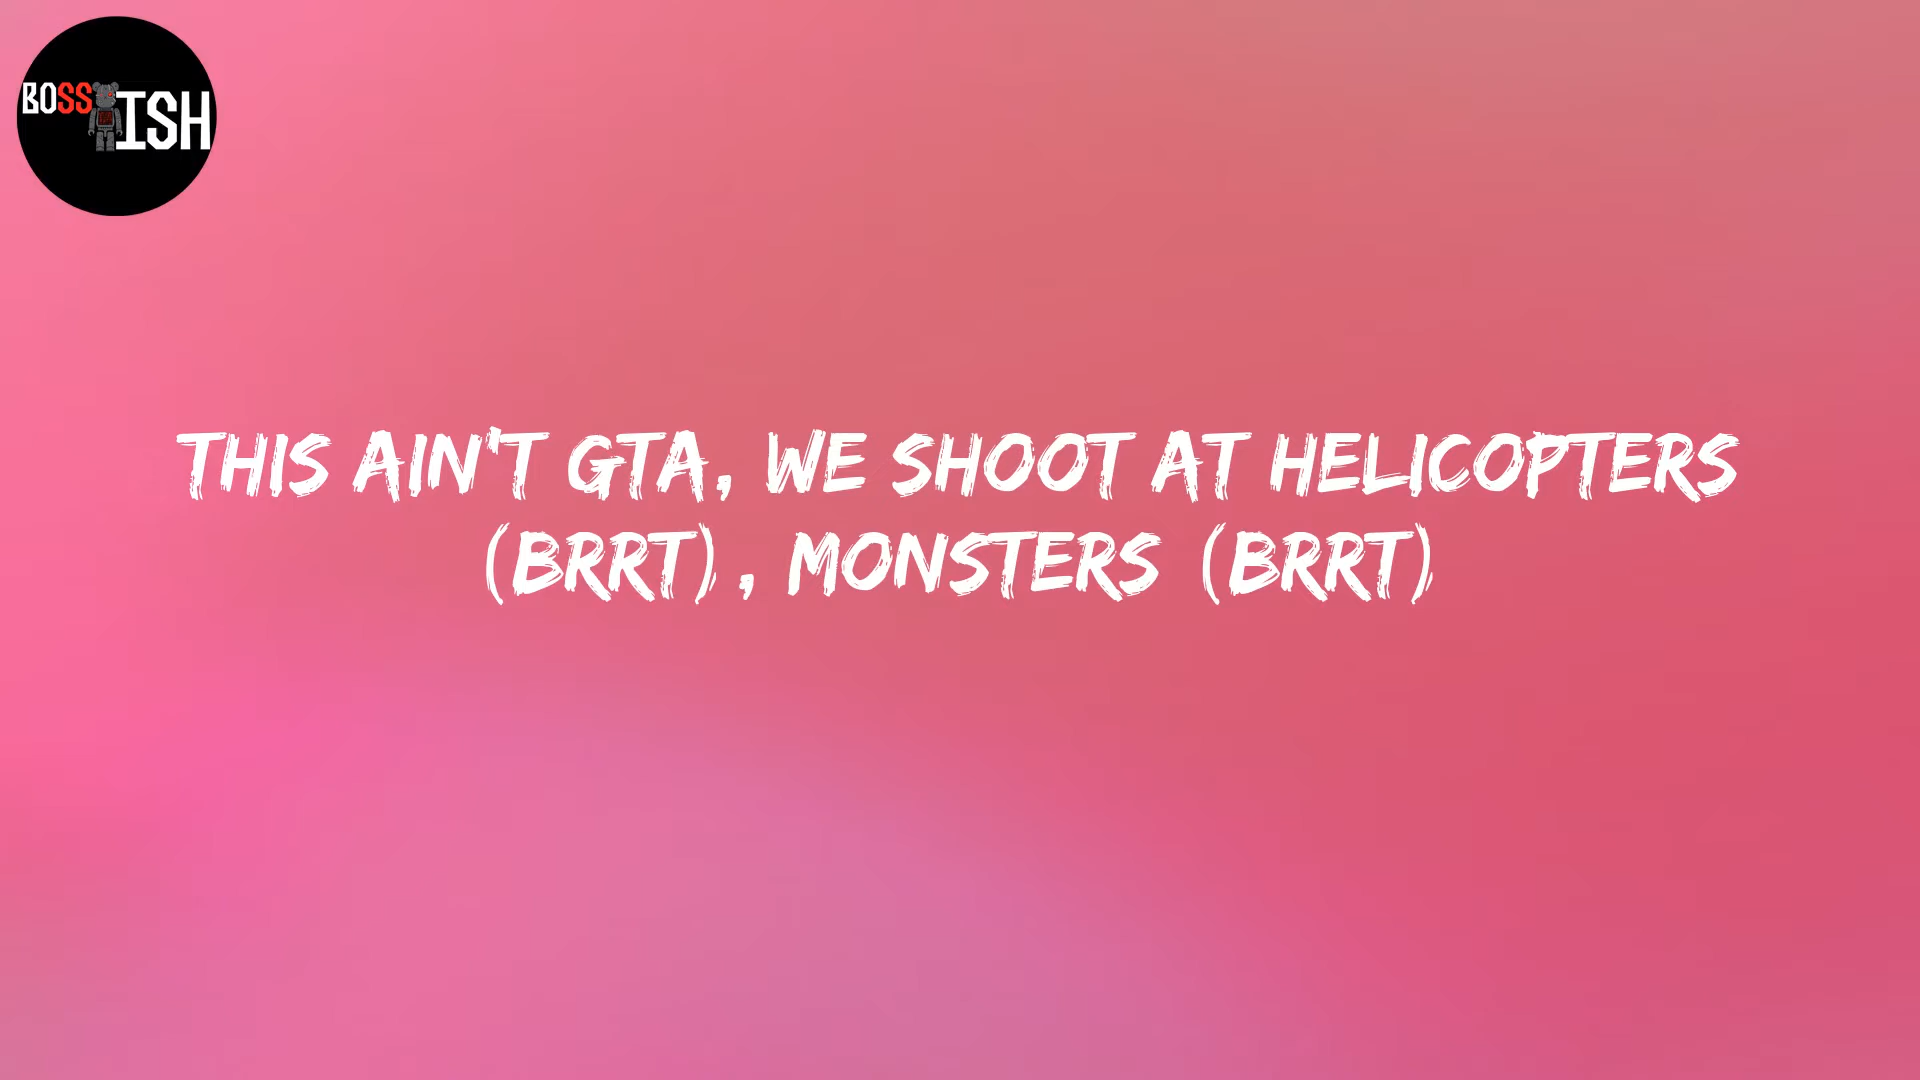 BOSS ISH
THIS AIN'T GTA, WE SHOOT AT HELICOPTERS
(BRRT), MONSTERS (BRRT)